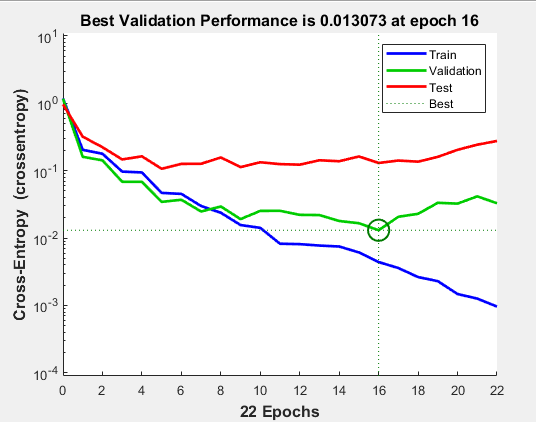 Best Validation Performance is 0.013073 at epoch 16
Cross-Entropy (crossentropy)
10^1
10^0
10^-1
10^-2
10^-3
10^-4
Train
Validation
Test
Best
0 2 4 6 8 10 12 14 16 18 20 22
22 Epochs